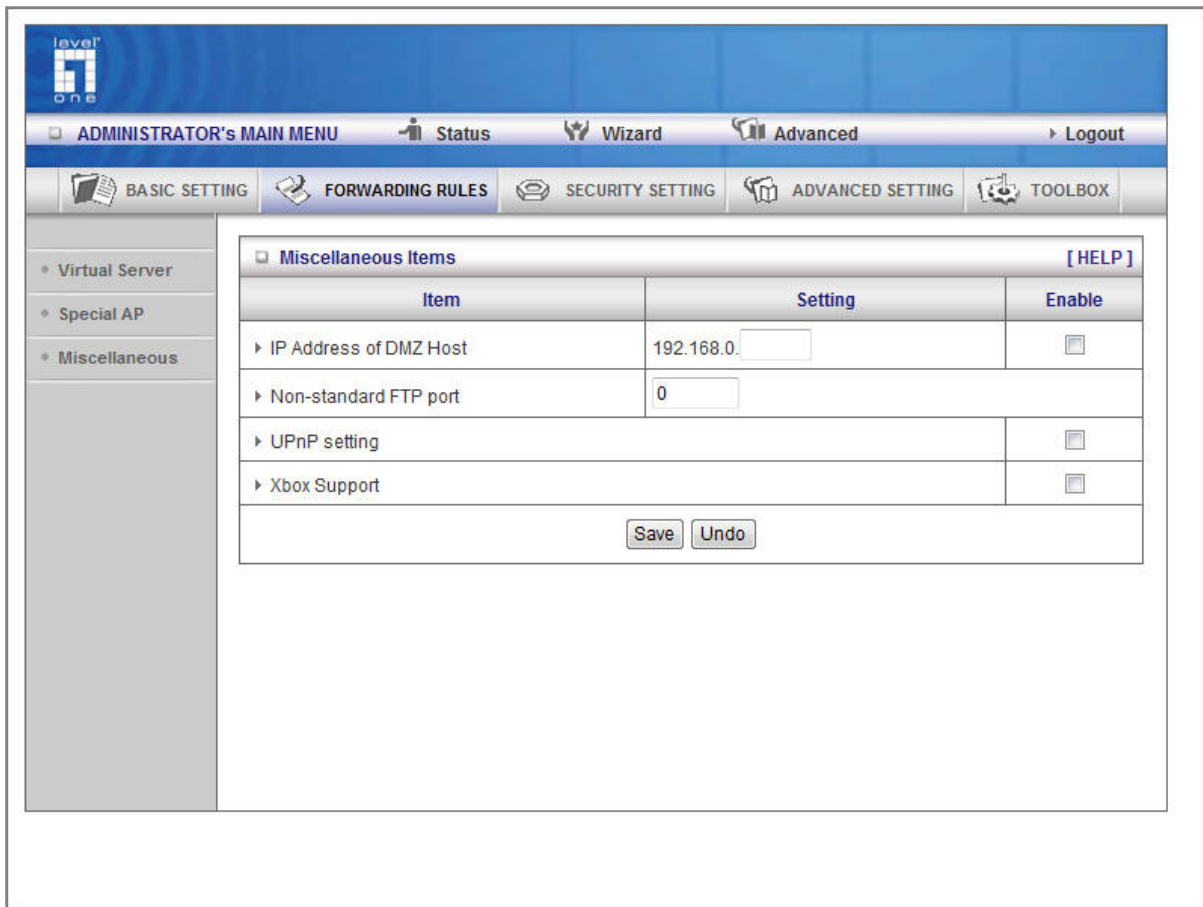 level
one
ADMINISTRATOR's MAIN MENU Status Wizard Advanced Logout
BASIC SETTING FORWARDING RULES SECURITY SETTING ADVANCED SETTING TOOLBOX
Virtual Server
Special AP
Miscellaneous
Miscellaneous Items [ HELP ]
Item Setting Enable
IP Address of DMZ Host 192.168.0.
Non-standard FTP port 0
UPnP setting
Xbox Support
Save Undo